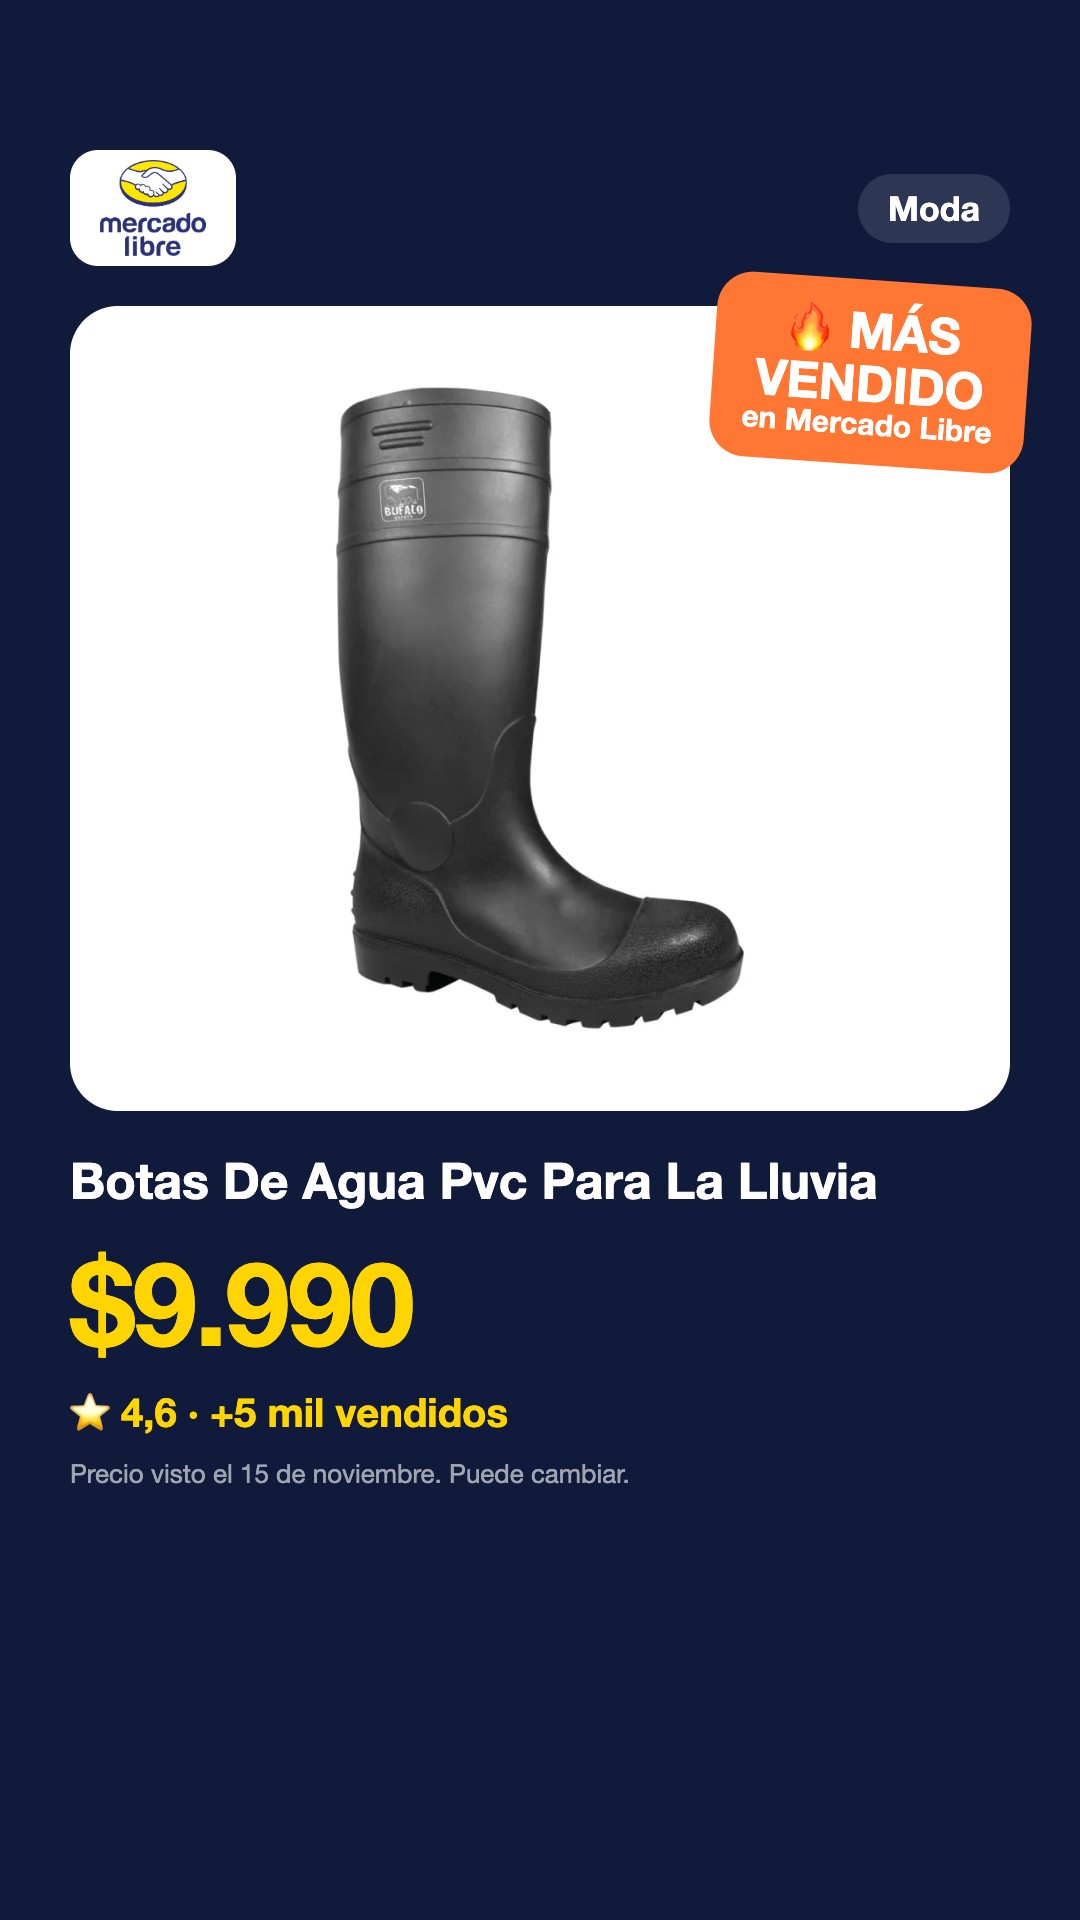 mercado
libre
Moda
🔥 MÁS
VENDIDO
en Mercado Libre
BUFALO
Botas De Agua Pvc Para La Lluvia
$9.990
⭐ 4,6 · +5 mil vendidos
Precio visto el 15 de noviembre. Puede cambiar.